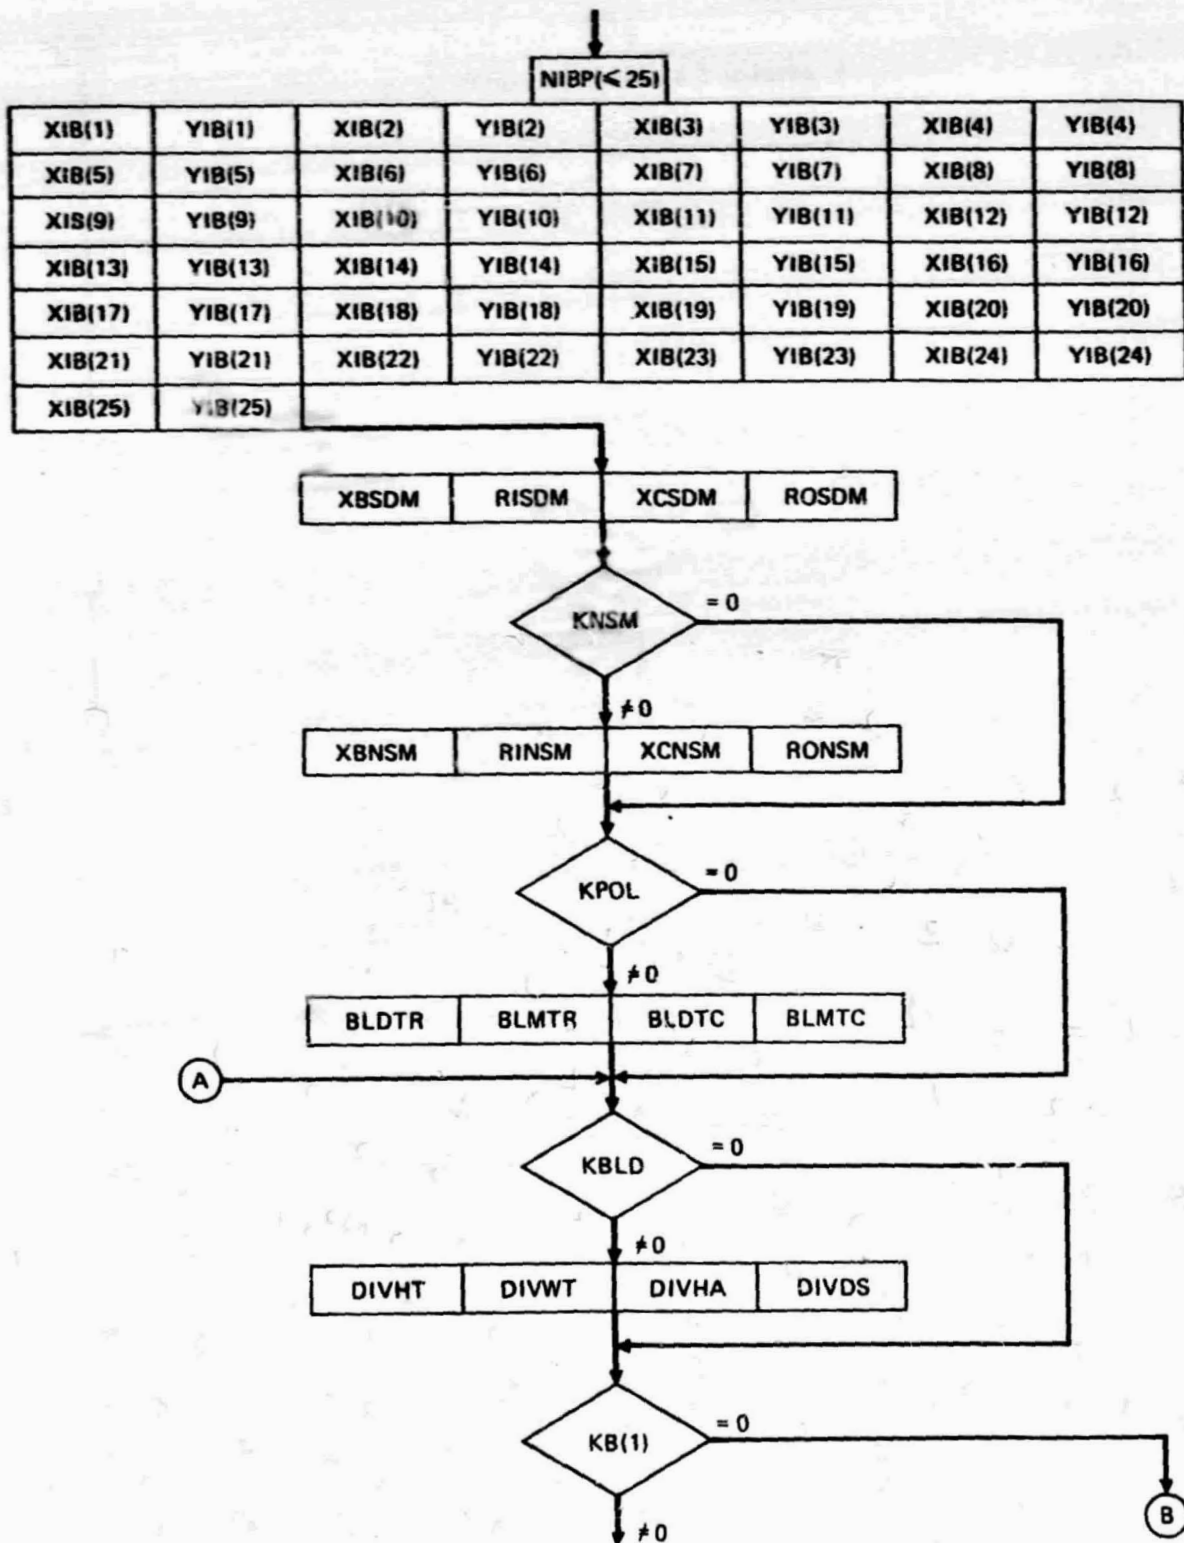 NIBP(≤ 25)
XIB(1) YIB(1) XIB(2) YIB(2) XIB(3) YIB(3) XIB(4) YIB(4)
XIB(5) YIB(5) XIB(6) YIB(6) XIB(7) YIB(7) XIB(8) YIB(8)
XIS(9) YIB(9) XIB(10) YIB(10) XIB(11) YIB(11) XIB(12) YIB(12)
XIB(13) YIB(13) XIB(14) YIB(14) XIB(15) YIB(15) XIB(16) YIB(16)
XIB(17) YIB(17) XIB(18) YIB(18) XIB(19) YIB(19) XIB(20) YIB(20)
XIB(21) YIB(21) XIB(22) YIB(22) XIB(23) YIB(23) XIB(24) YIB(24)
XIB(25) YIB(25)
XBSDM RISDM XCSDM ROSDM
KNSM = 0
≠ 0
XBNSM RINSM XCNSM RONSM
KPOL = 0
≠ 0
BLDTR BLMTR BLDTC BLMTC
A
KBLD = 0
≠ 0
DIVHT DIVWT DIVHA DIVDS
KB(1) = 0
B
≠ 0